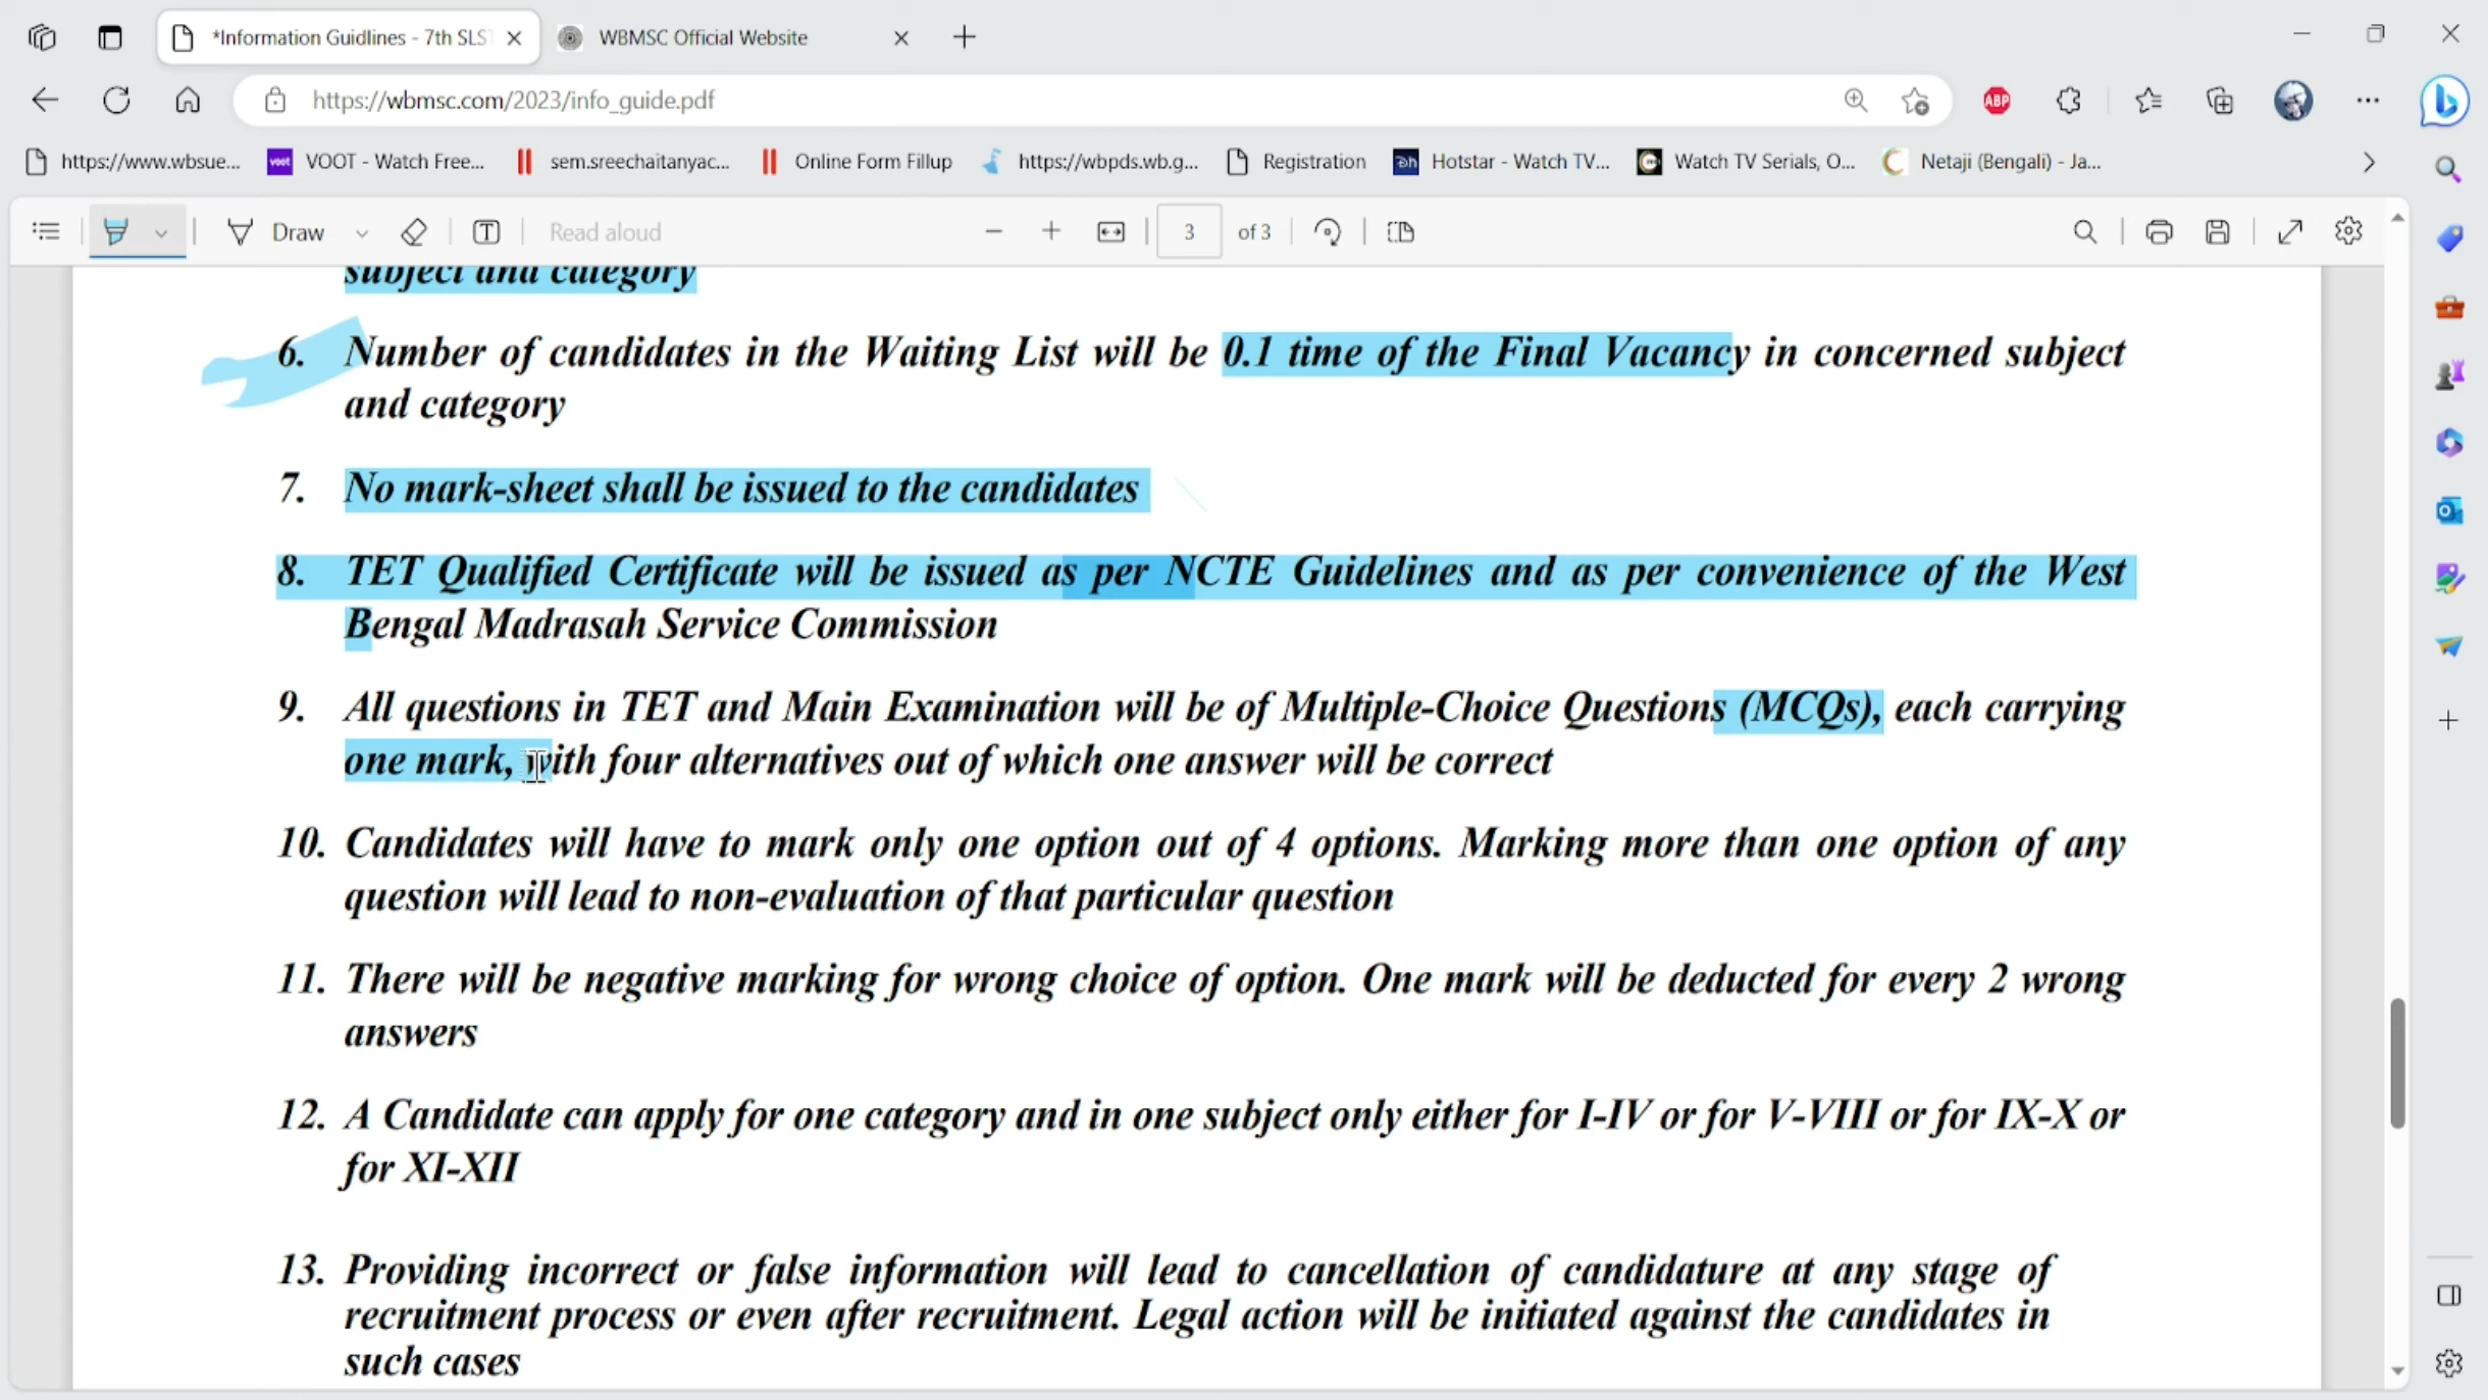 *Information Guidlines - 7th SLST
WBMSC Official Website
https://wbmsc.com/2023/info_guide.pdf
ABP
https://www.wbsue...
voot
VOOT - Watch Free...
sem.sreechaitanyac...
Online Form Fillup
https://wbpds.wb.g...
Registration
Hotstar - Watch TV...
Watch TV Serials, O...
Netaji (Bengali) - Ja...
Draw
Read aloud
3 of 3
subject and category
6. Number of candidates in the Waiting List will be 0.1 time of the Final Vacancy in concerned subject
and category
7. No mark-sheet shall be issued to the candidates
8. TET Qualified Certificate will be issued as per NCTE Guidelines and as per convenience of the West
Bengal Madrasah Service Commission
9. All questions in TET and Main Examination will be of Multiple-Choice Questions (MCQs), each carrying
one mark, with four alternatives out of which one answer will be correct
10. Candidates will have to mark only one option out of 4 options. Marking more than one option of any
question will lead to non-evaluation of that particular question
11. There will be negative marking for wrong choice of option. One mark will be deducted for every 2 wrong
answers
12. A Candidate can apply for one category and in one subject only either for I-IV or for V-VIII or for IX-X or
for XI-XII
13. Providing incorrect or false information will lead to cancellation of candidature at any stage of
recruitment process or even after recruitment. Legal action will be initiated against the candidates in
such cases